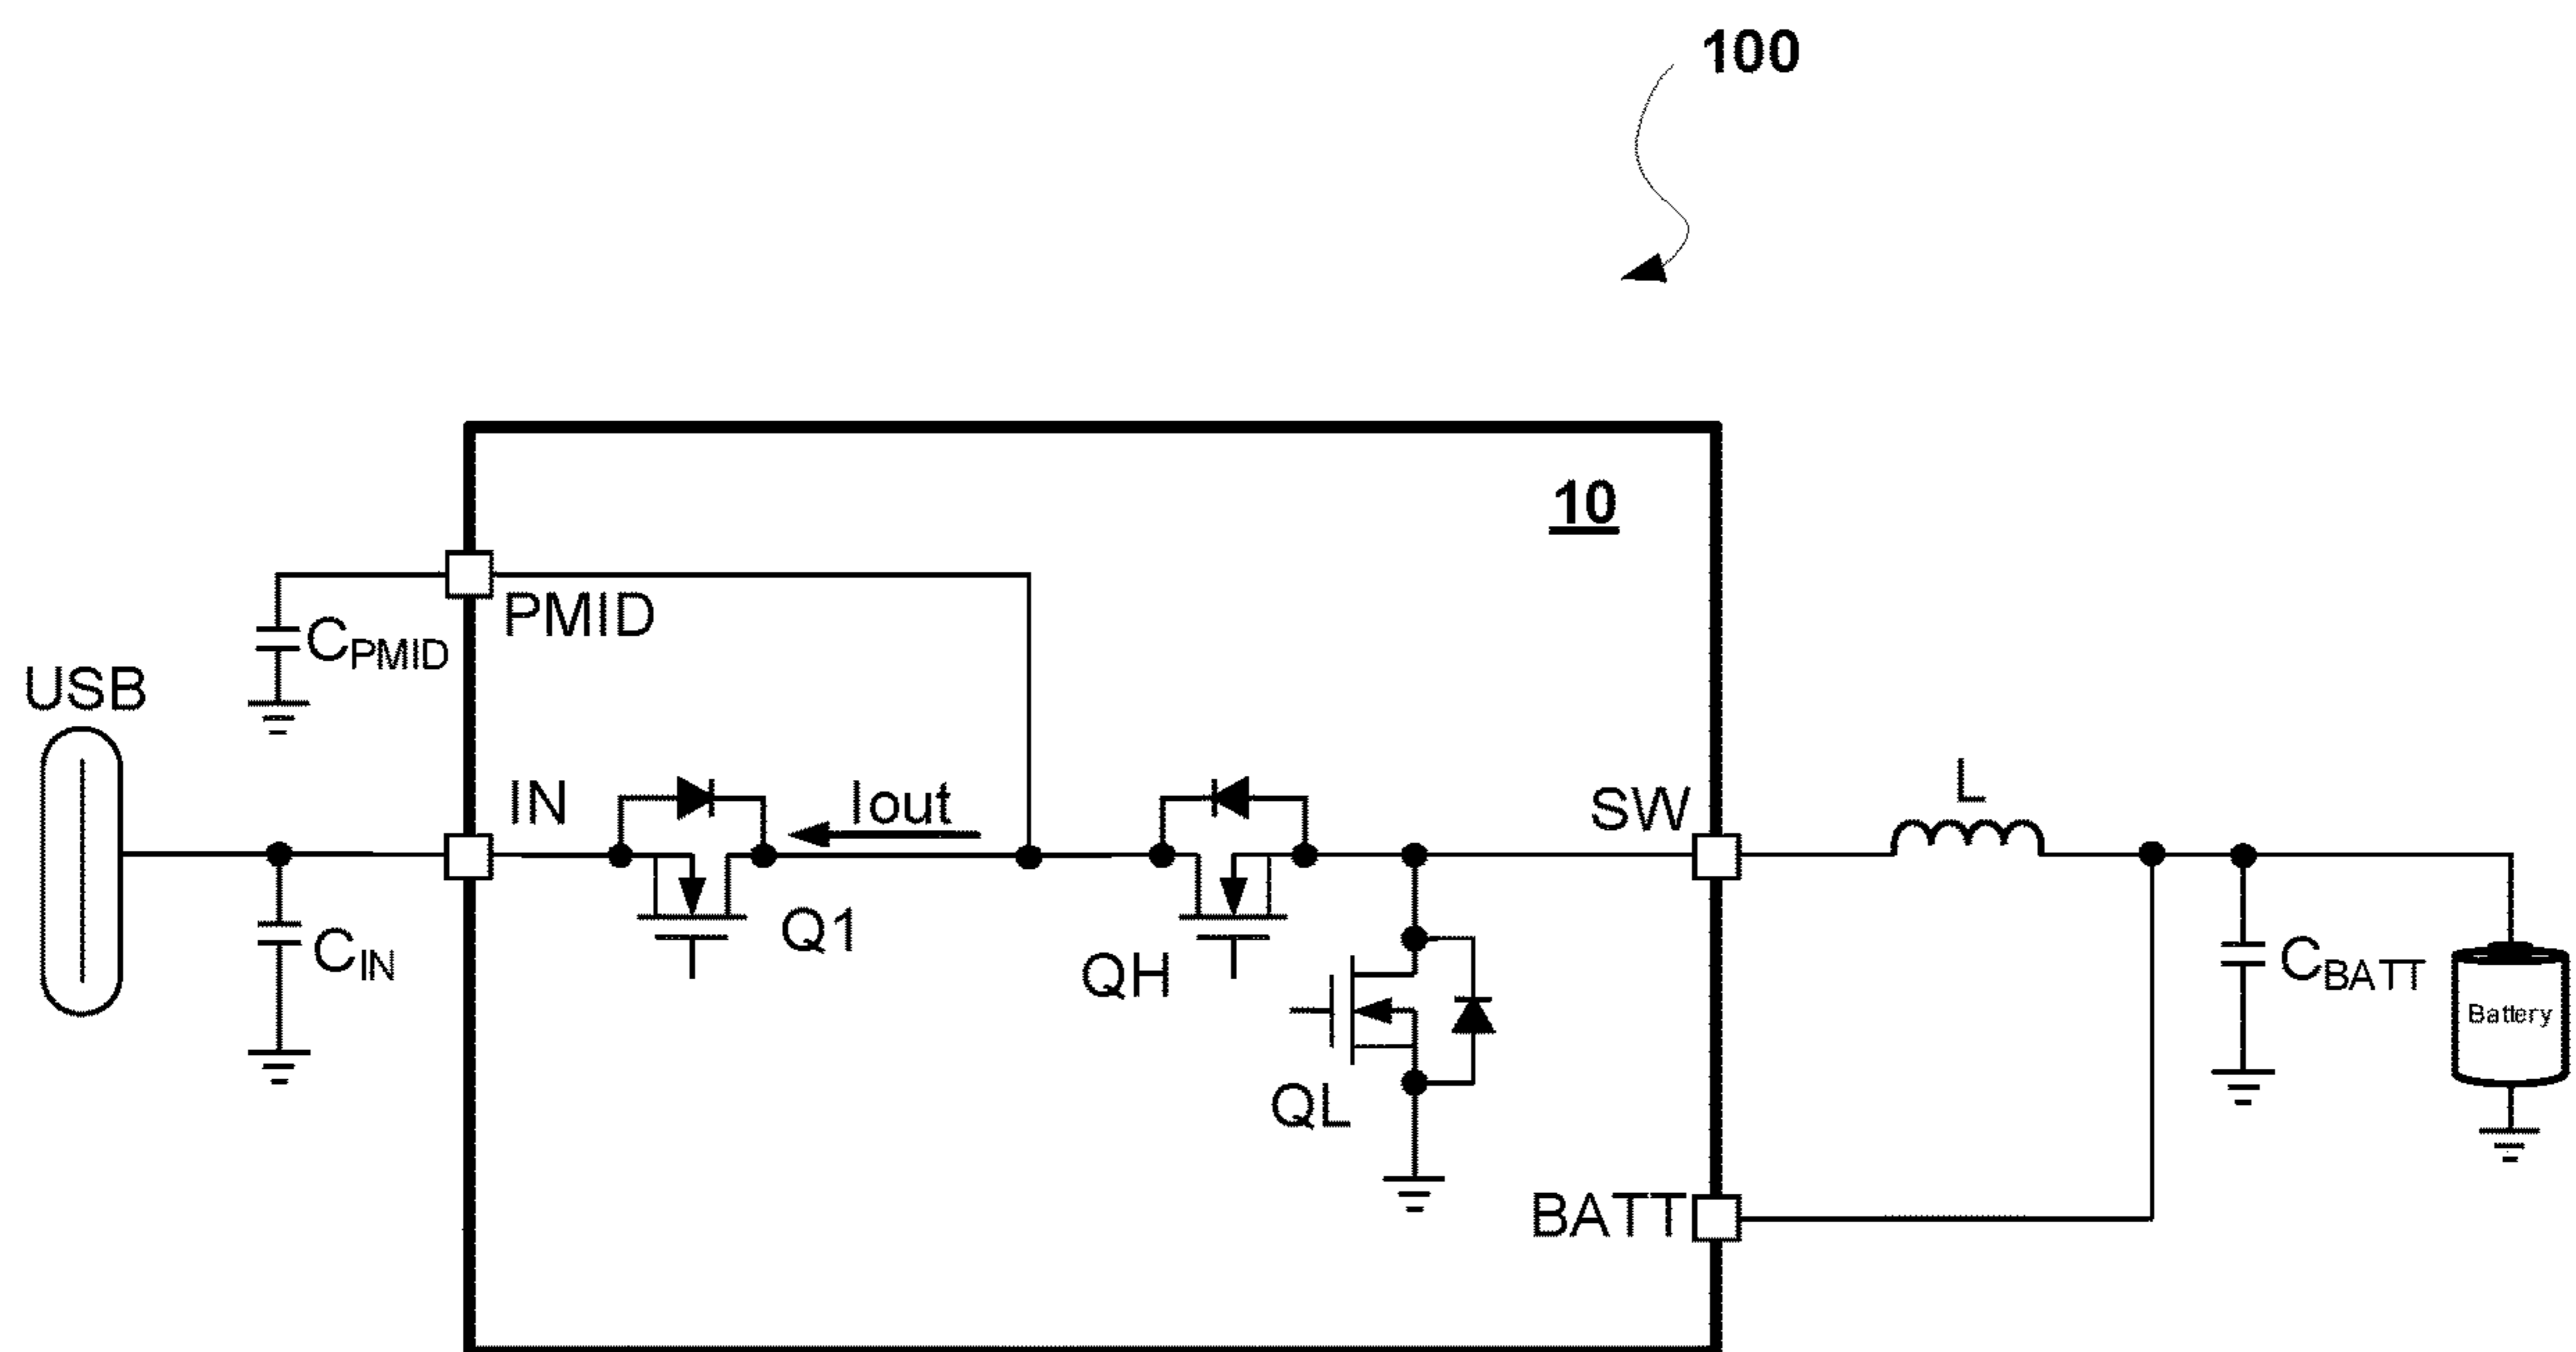 100
10
PMID
CPMID
USB
IN
Iout
SW
L
Q1
CIN
QH
CBATT
Battery
QL
BATT